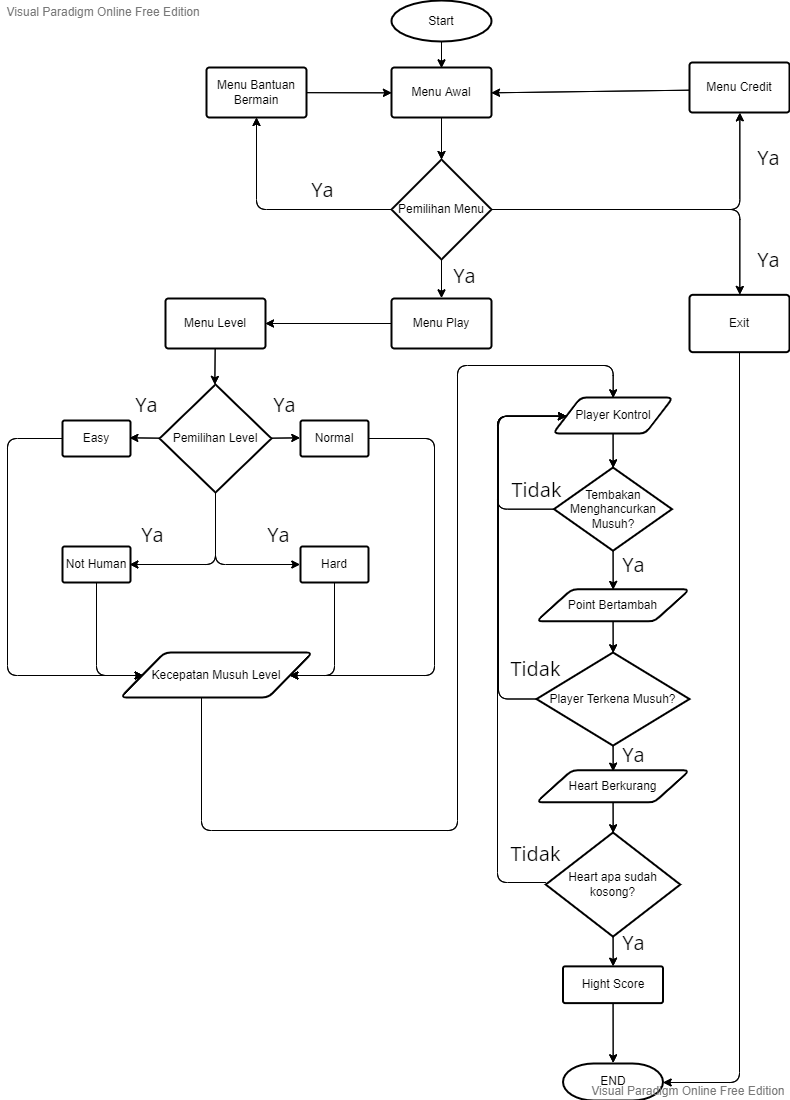 Visual Paradigm Online Free Edition
Start
Menu Bantuan
Bermain
Menu Awal
Menu Credit
Ya
Ya
Pemilihan Menu
Ya
Ya
Menu Level
Menu Play
Exit
Ya
Ya
Easy
Pemilihan Level
Normal
Ya
Ya
Not Human
Hard
Kecepatan Musuh Level
Player Kontrol
Tidak
Tembakan
Menghancurkan
Musuh?
Ya
Point Bertambah
Tidak
Player Terkena Musuh?
Ya
Heart Berkurang
Tidak
Heart apa sudah
kosong?
Ya
Hight Score
END
Visual Paradigm Online Free Edition